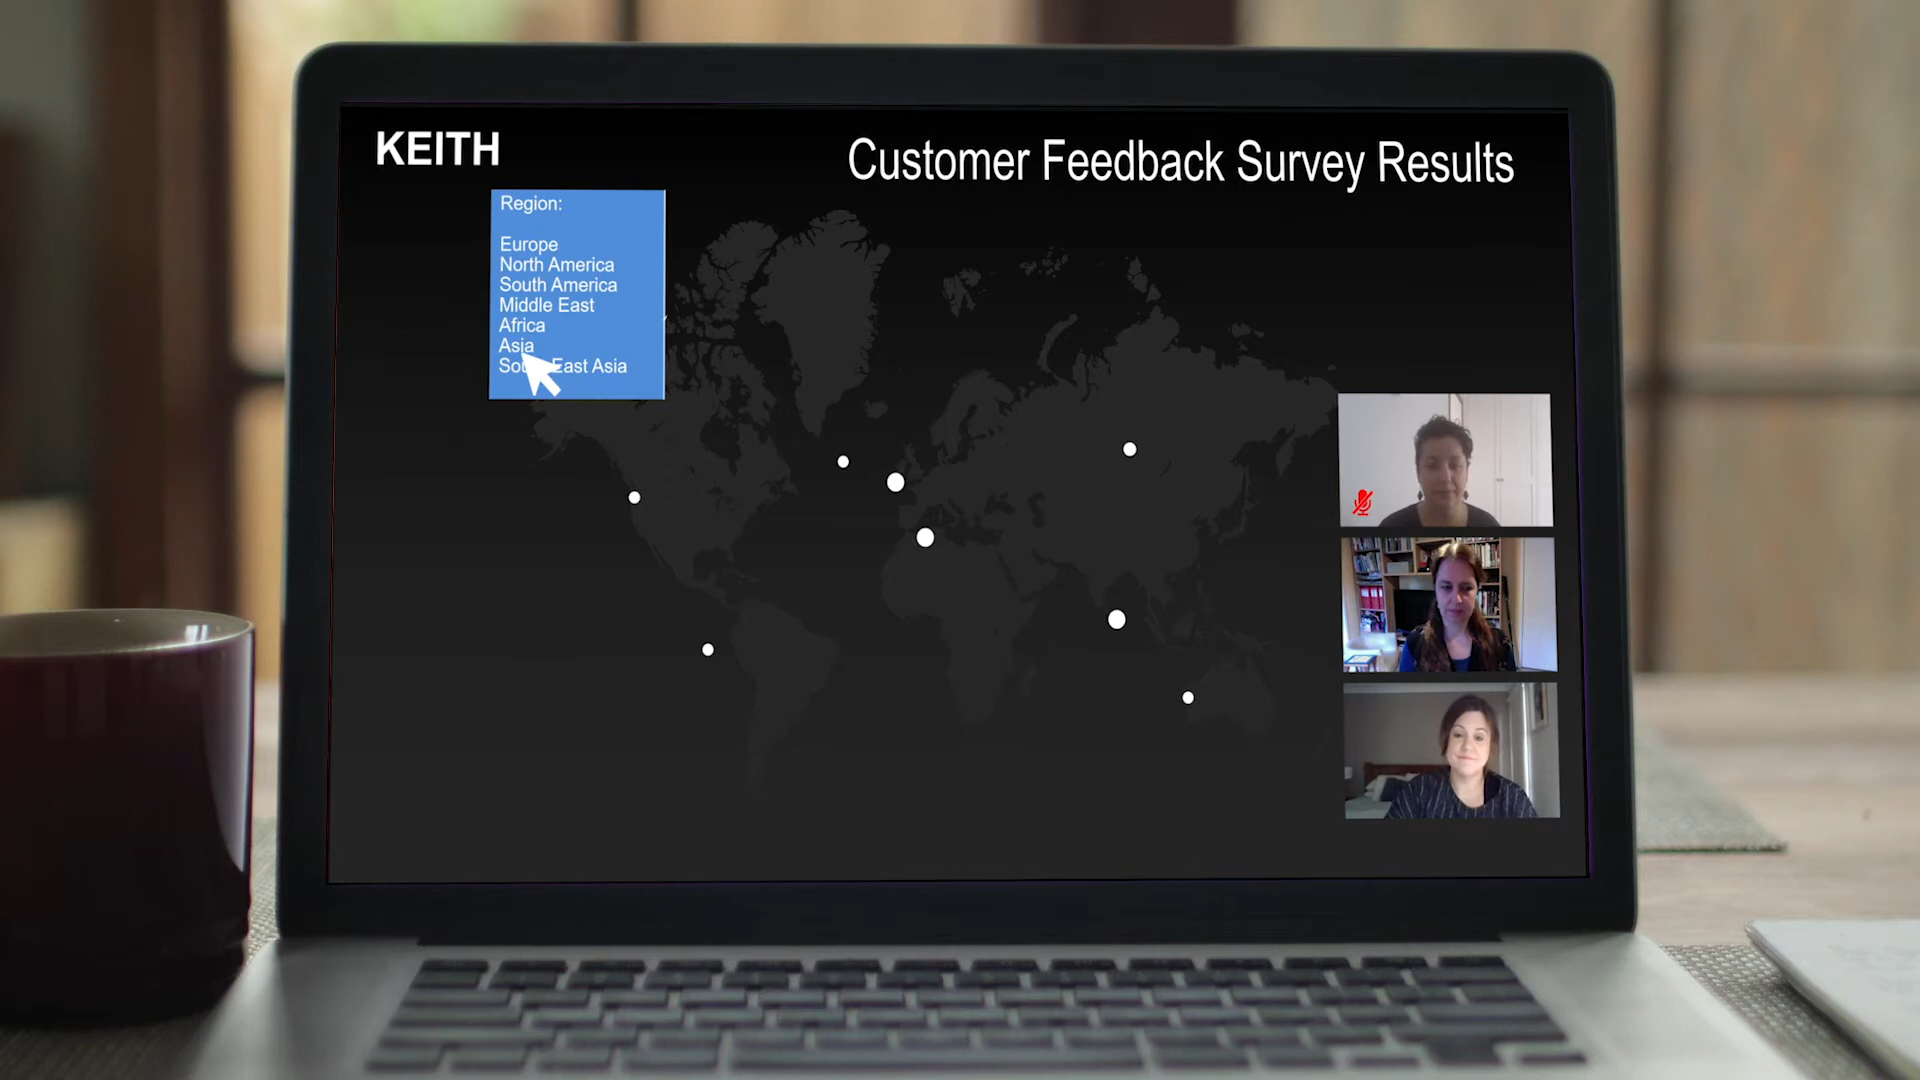 KEITH
Customer Feedback Survey Results
Region:
Europe
North America
South America
Middle East
Africa
Asia
East Asia